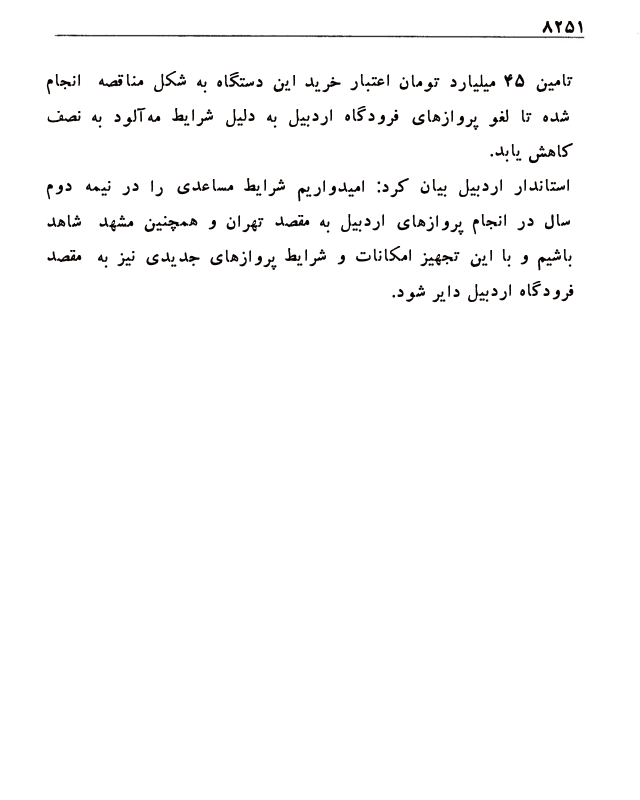 ۸۲۵۱
تامین ۴۵ میلیارد تومان اعتبار خرید این دستگاه به شکل مناقصه انجام
شده تا لغو پروازهای فرودگاه اردبیل به دلیل شرایط مه‌آلود به نصف
کاهش یابد.
استاندار اردبیل بیان کرد: امیدواریم شرایط مساعدی را در نیمه دوم
سال در انجام پروازهای اردبیل به مقصد تهران و همچنین مشهد شاهد
باشیم و با این تجهیز امکانات و شرایط پروازهای جدیدی نیز به مقصد
فرودگاه اردبیل دایر شود.